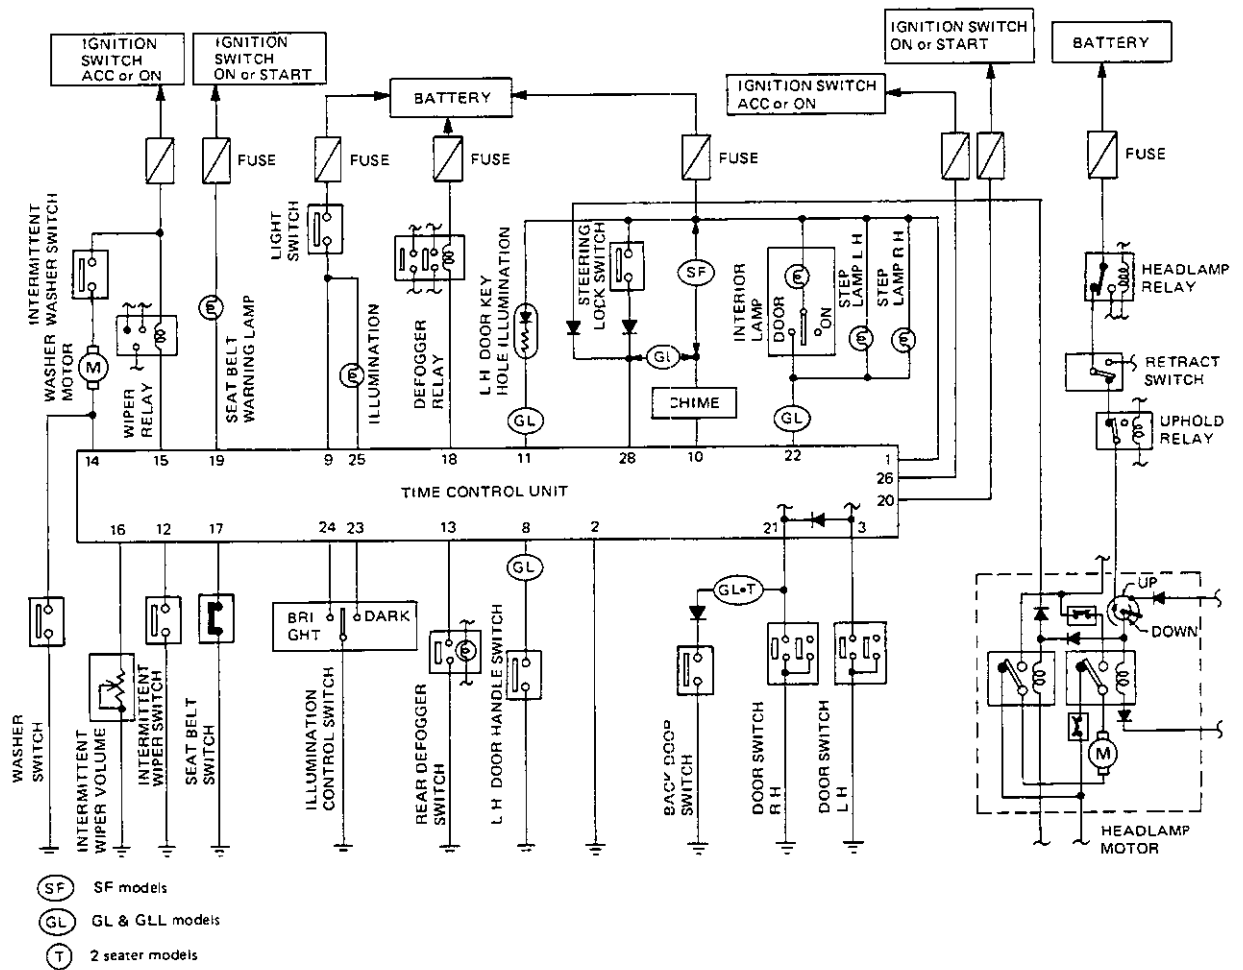 IGNITION
SWITCH
ACC or ON
IGNITION
SWITCH
ON or START
BATTERY
IGNITION SWITCH
ACC or ON
IGNITION SWITCH
ON or START
BATTERY
FUSE
FUSE
FUSE
FUSE
FUSE
INTERMITTENT
WASHER SWITCH
WASHER
MOTOR
M
WIPER
RELAY
SEAT BELT
WARNING LAMP
LIGHT
SWITCH
ILLUMINATION
DEFOGGER
RELAY
L H DOOR KEY
HOLE ILLUMINATION
GL
STEERING
LOCK SWITCH
SF
GL
CHIME
INTERIOR
LAMP
DOOR
ON
GL
STEP
LAMP L H
STEP
LAMP R H
HEADLAMP
RELAY
RETRACT
SWITCH
UPHOLD
RELAY
14
15
19
9
25
18
11
28
10
22
1
26
20
TIME CONTROL UNIT
16
12
17
24
23
13
8
2
21
3
WASHER
SWITCH
INTERMITTENT
WIPER VOLUME
INTERMITTENT
WIPER SWITCH
SEAT BELT
SWITCH
BRI
GHT
DARK
ILLUMINATION
CONTROL SWITCH
REAR DEFOGGER
SWITCH
GL
L H DOOR HANDLE SWITCH
GL•T
BACK DOOR
SWITCH
DOOR SWITCH
R H
DOOR SWITCH
L H
UP
DOWN
M
HEADLAMP
MOTOR
SF SF models
GL GL & GLL models
T 2 seater models